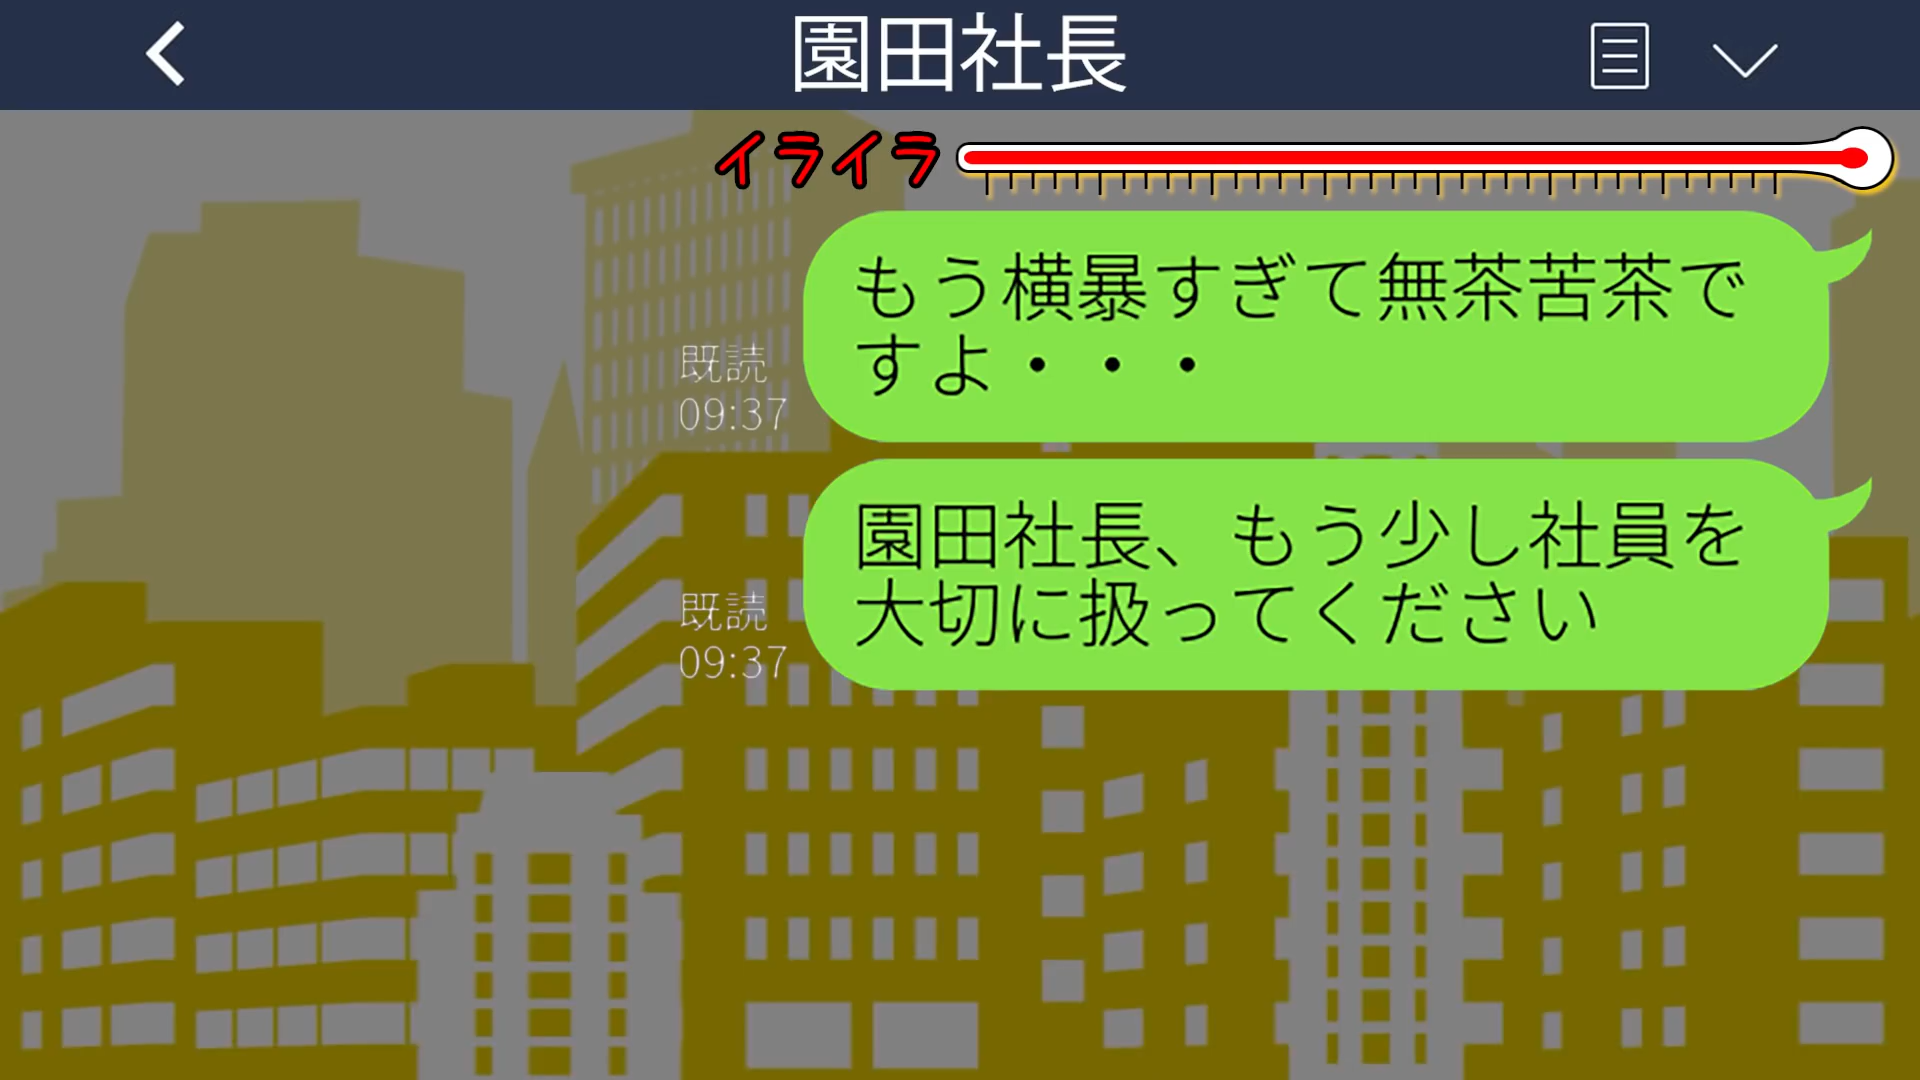 園田社長
イライラ
もう横暴すぎて無茶苦茶で
すよ・・・
既読
09:37
園田社長、もう少し社員を
大切に扱ってください
既読
09:37